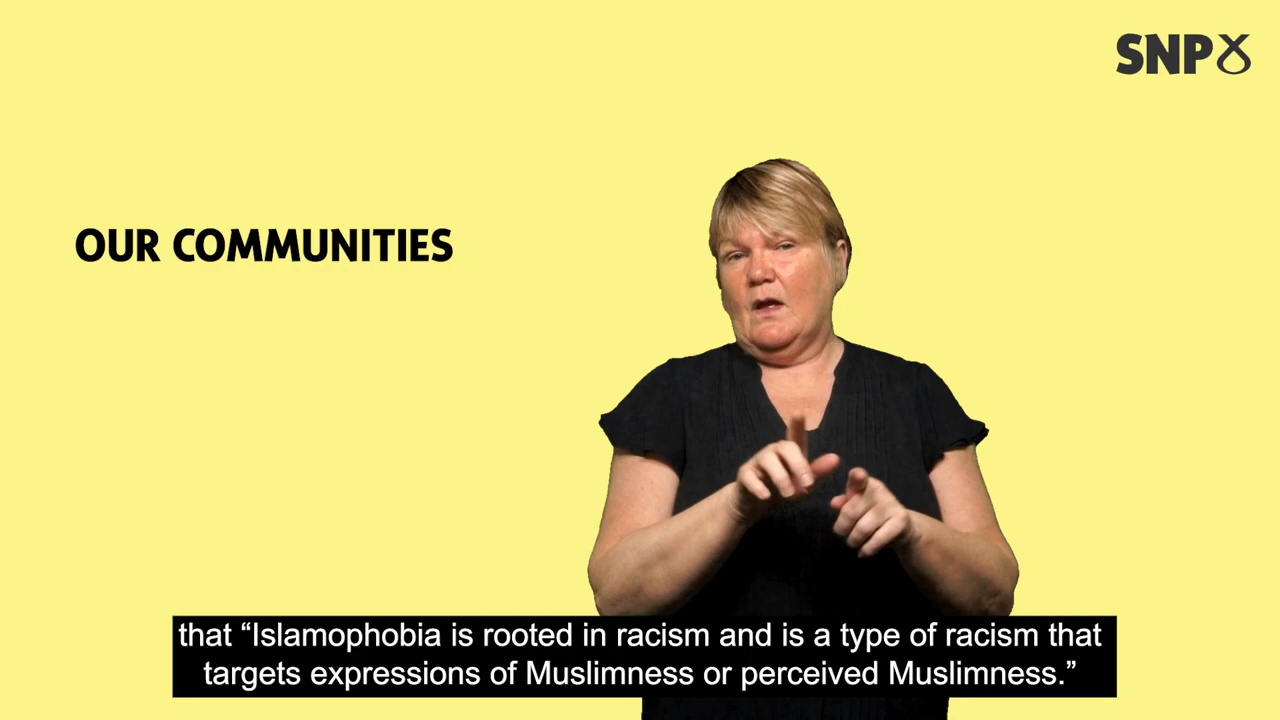 SNP
OUR COMMUNITIES
that “Islamophobia is rooted in racism and is a type of racism that
targets expressions of Muslimness or perceived Muslimness.”